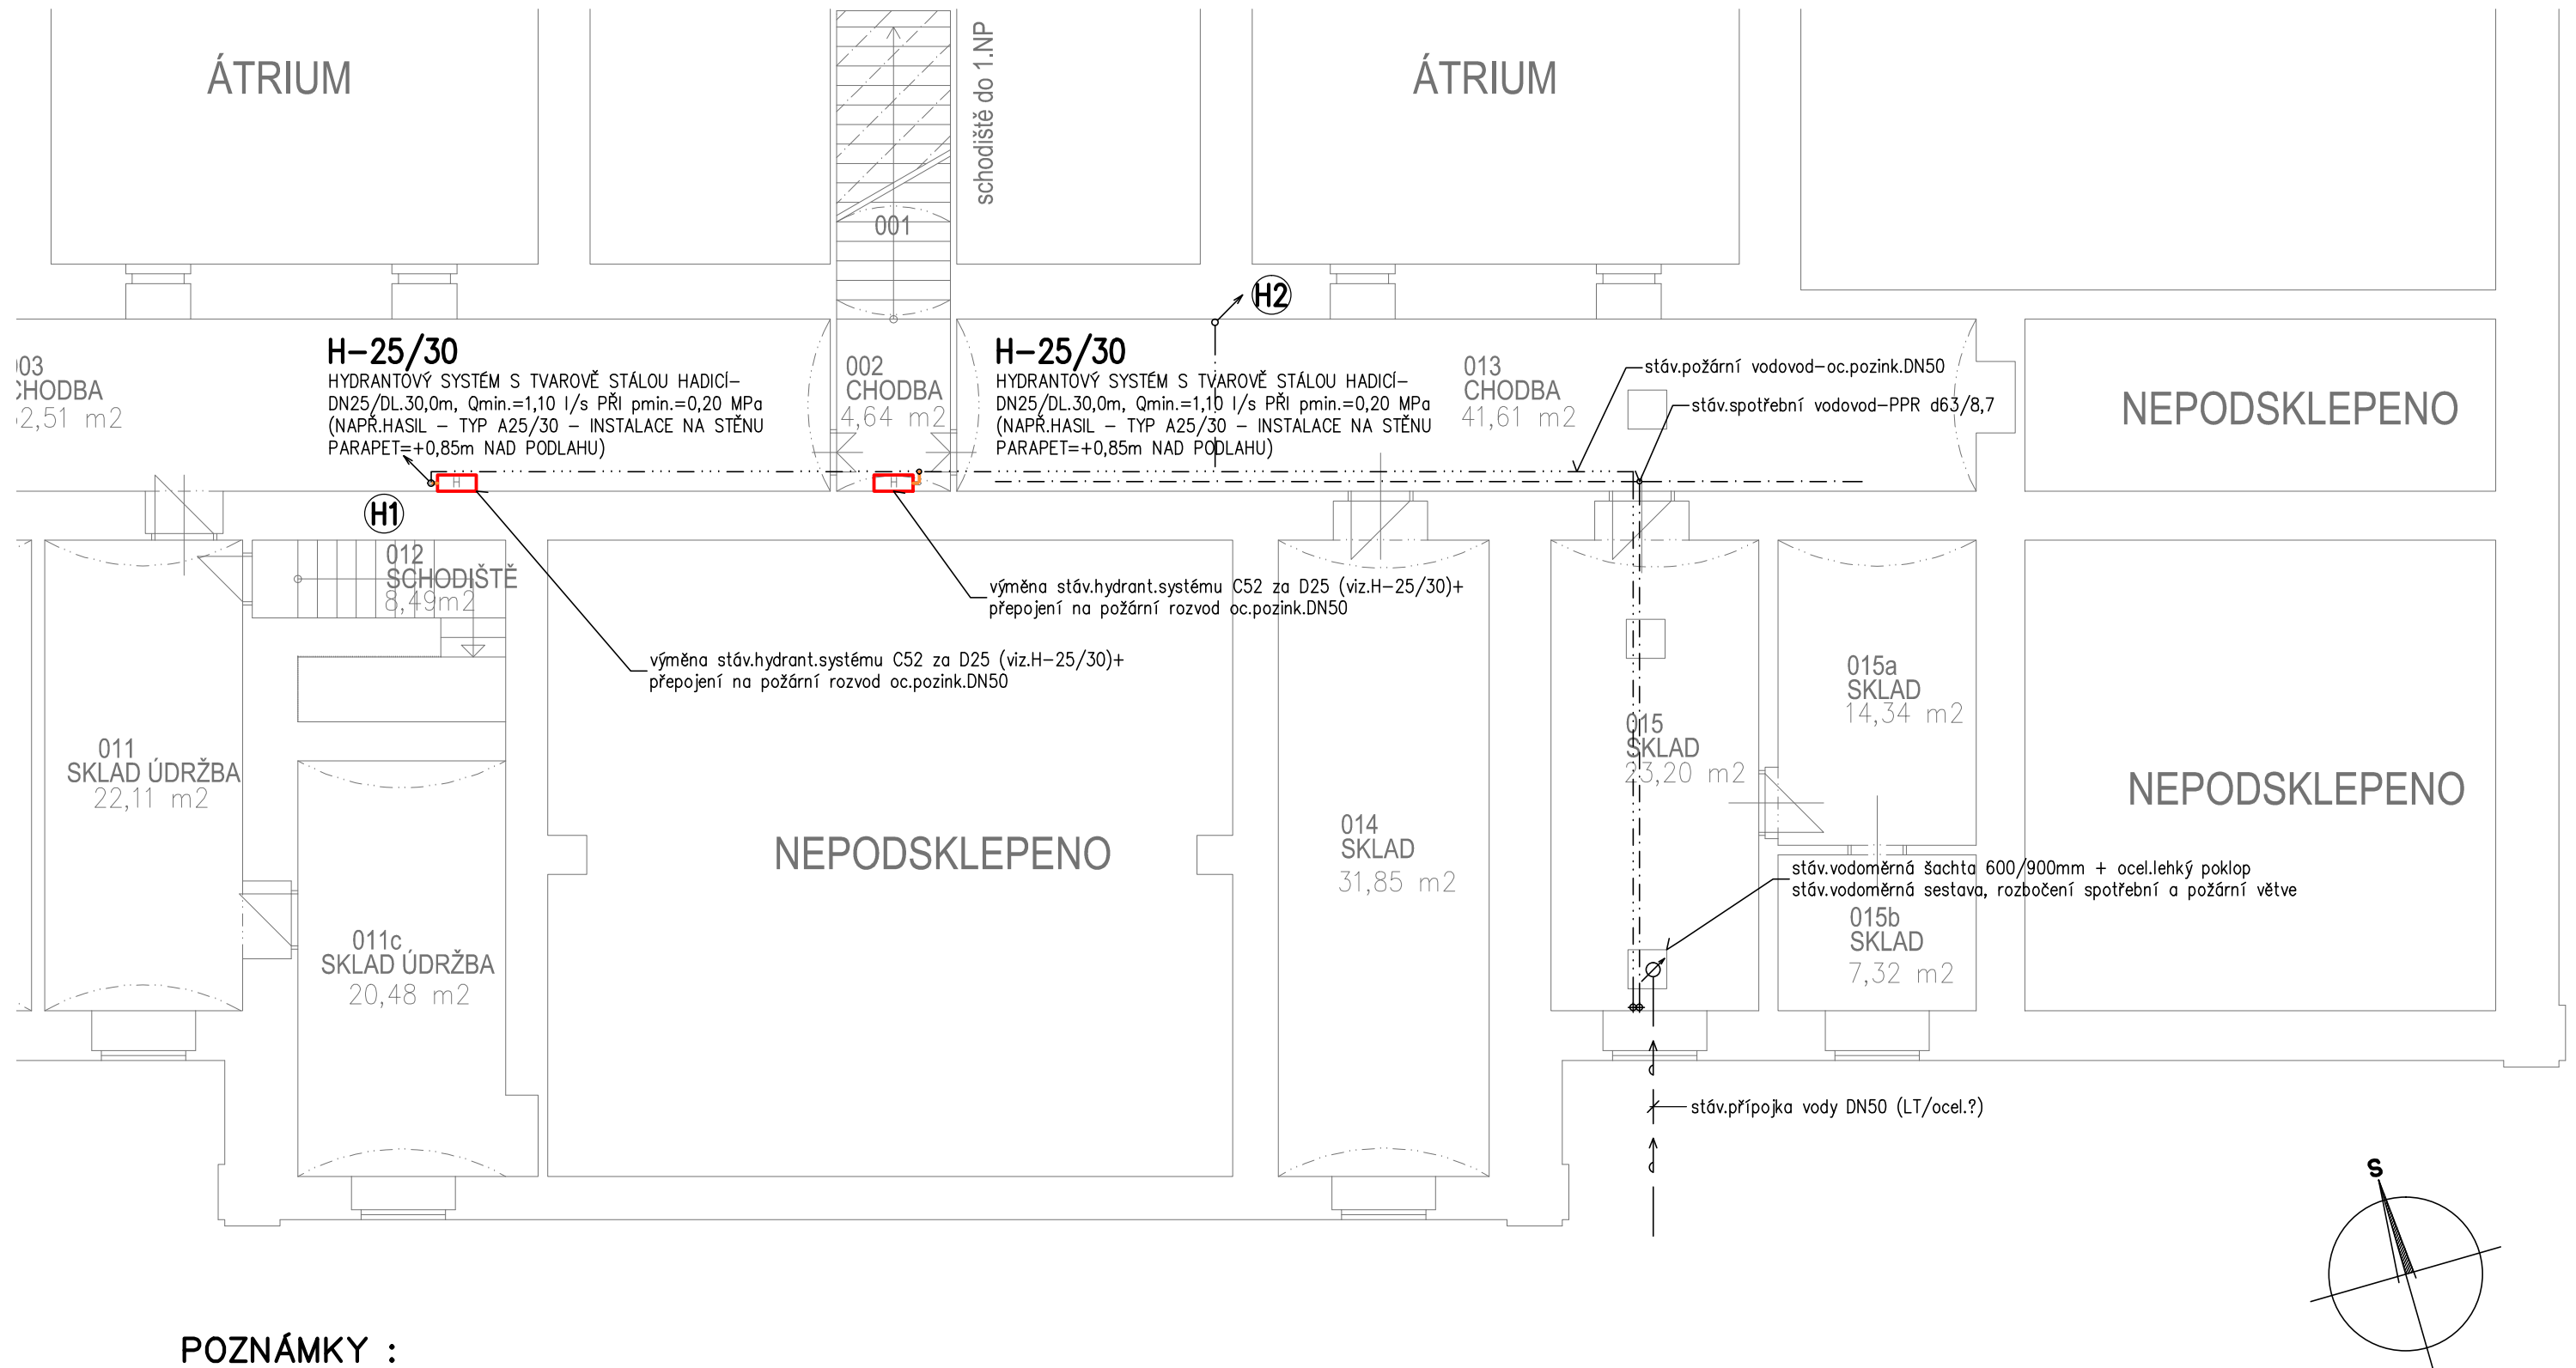 ÁTRIUM
ÁTRIUM
schodiště do 1.NP
001
H2
H-25/30
HYDRANTOVÝ SYSTÉM S TVAROVĚ STÁLOU HADICÍ-
DN25/DL.30,0m, Qmin.=1,10 l/s PŘI pmin.=0,20 MPa
(NAPŘ.HASIL - TYP A25/30 - INSTALACE NA STĚNU
PARAPET=+0,85m NAD PODLAHU)
H-25/30
HYDRANTOVÝ SYSTÉM S TVAROVĚ STÁLOU HADICÍ-
DN25/DL.30,0m, Qmin.=1,10 l/s PŘI pmin.=0,20 MPa
(NAPŘ.HASIL - TYP A25/30 - INSTALACE NA STĚNU
PARAPET=+0,85m NAD PODLAHU)
003
CHODBA
2,51 m2
002
CHODBA
4,64 m2
013
CHODBA
41,61 m2
stáv.požární vodovod-oc.pozink.DN50
stáv.spotřební vodovod-PPR d63/8,7
NEPODSKLEPENO
H
H
H1
012
SCHODIŠTĚ
8,49m2
výměna stáv.hydrant.systému C52 za D25 (viz.H-25/30)+
přepojení na požární rozvod oc.pozink.DN50
výměna stáv.hydrant.systému C52 za D25 (viz.H-25/30)+
přepojení na požární rozvod oc.pozink.DN50
015a
SKLAD
14,34 m2
015
SKLAD
23,20 m2
011
SKLAD ÚDRŽBA
22,11 m2
NEPODSKLEPENO
NEPODSKLEPENO
014
SKLAD
31,85 m2
stáv.vodoměrná šachta 600/900mm + ocel.lehký poklop
stáv.vodoměrná sestava, rozbočení spotřební a požární větve
015b
SKLAD
7,32 m2
011c
SKLAD ÚDRŽBA
20,48 m2
stáv.přípojka vody DN50 (LT/ocel.?)
S
POZNÁMKY :